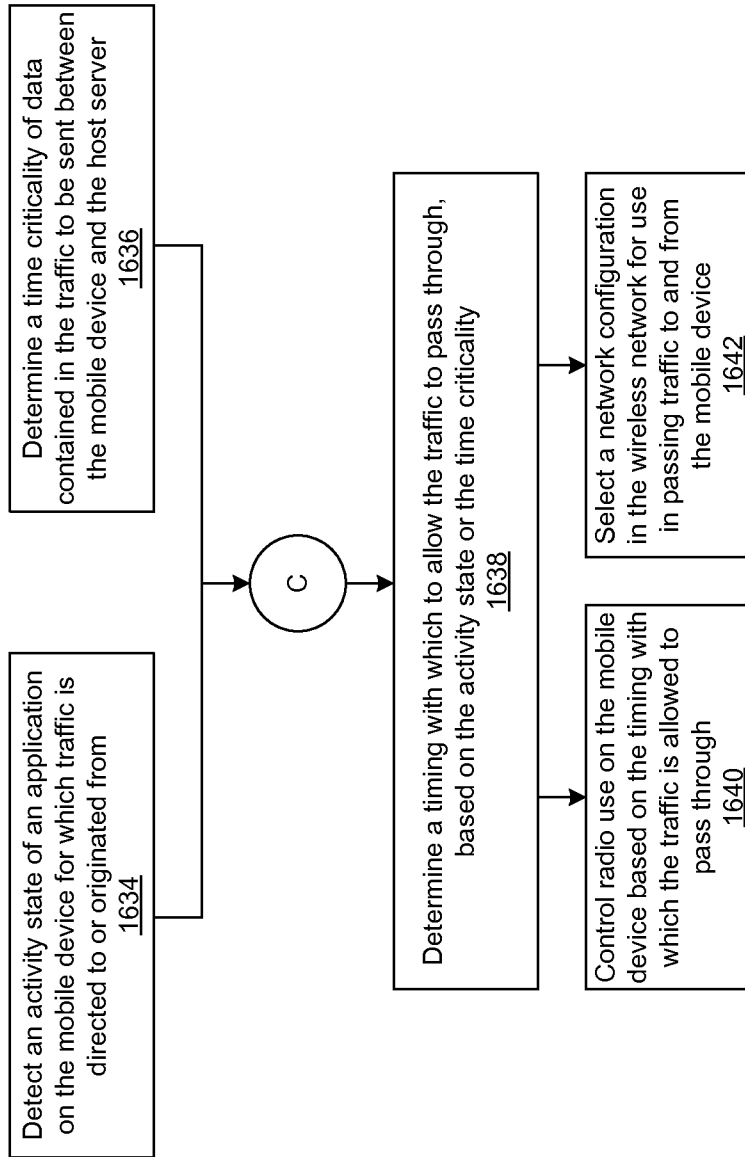 Detect an activity state of an application
on the mobile device for which traffic is
directed to or originated from
1634
Determine a time criticality of data
contained in the traffic to be sent between
the mobile device and the host server
1636
C
Determine a timing with which to allow the traffic to pass through,
based on the activity state or the time criticality
1638
Control radio use on the mobile
device based on the timing with
which the traffic is allowed to
pass through
1640
Select a network configuration
in the wireless network for use
in passing traffic to and from
the mobile device
1642